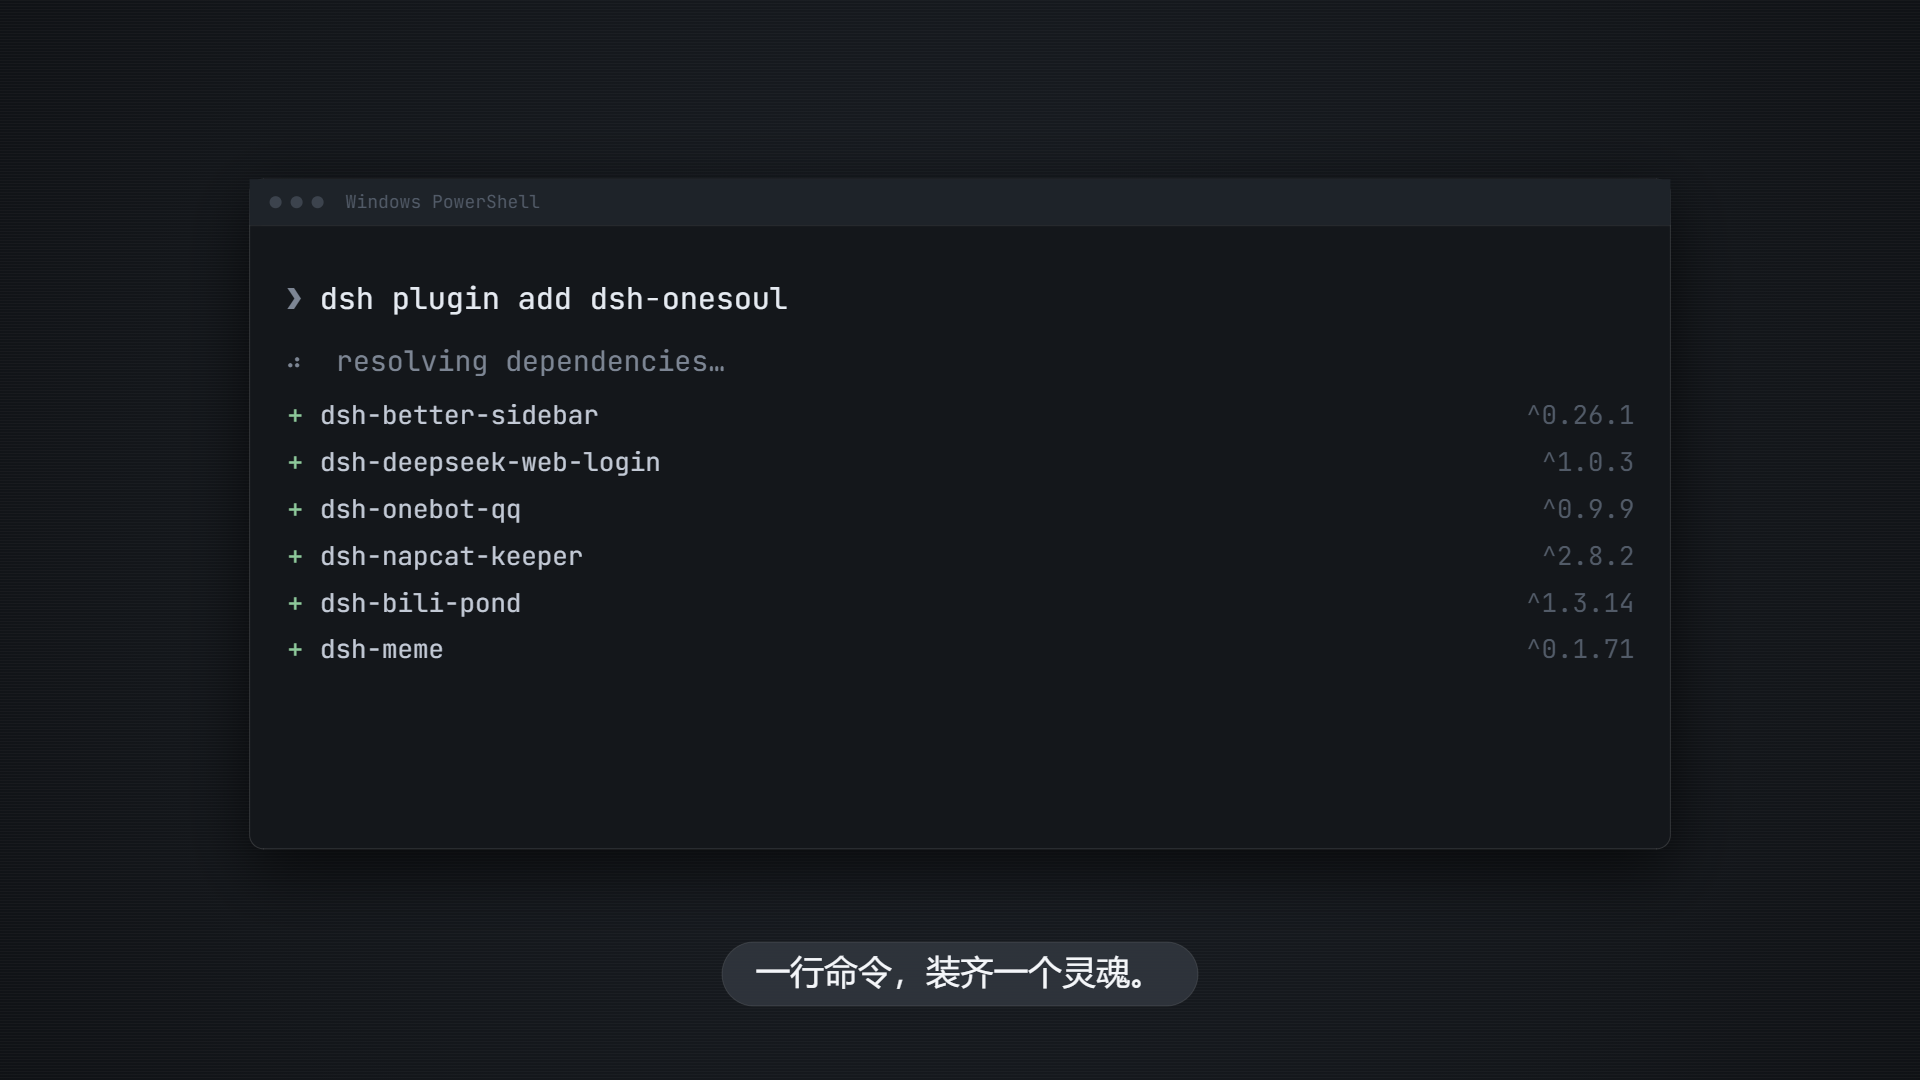 Windows PowerShell
❯ dsh plugin add dsh-onesoul
resolving dependencies…
+ dsh-better-sidebar ^0.26.1
+ dsh-deepseek-web-login ^1.0.3
+ dsh-onebot-qq ^0.9.9
+ dsh-napcat-keeper ^2.8.2
+ dsh-bili-pond ^1.3.14
+ dsh-meme ^0.1.71
一行命令，装齐一个灵魂。